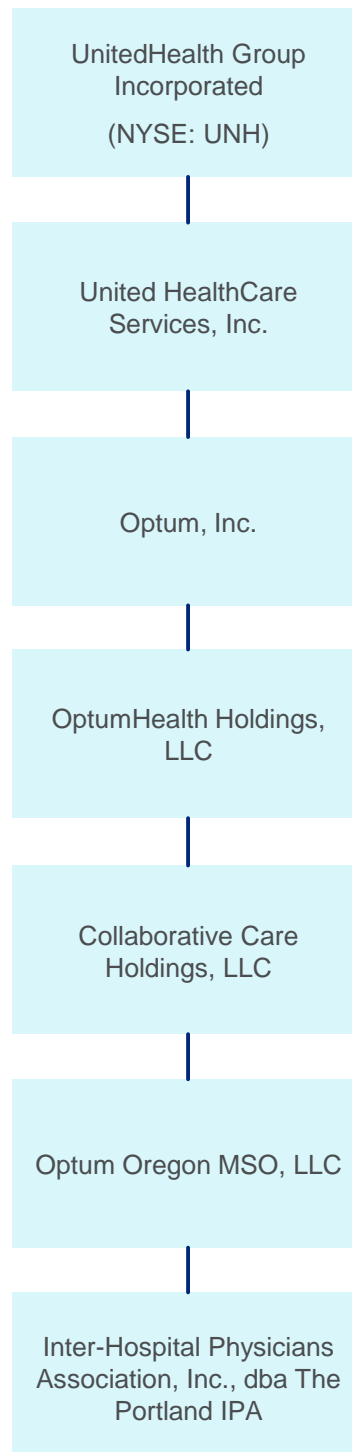 UnitedHealth Group
Incorporated
(NYSE: UNH)
United HealthCare
Services, Inc.
Optum, Inc.
OptumHealth Holdings,
LLC
Collaborative Care
Holdings, LLC
Optum Oregon MSO, LLC
Inter-Hospital Physicians
Association, Inc., dba The
Portland IPA